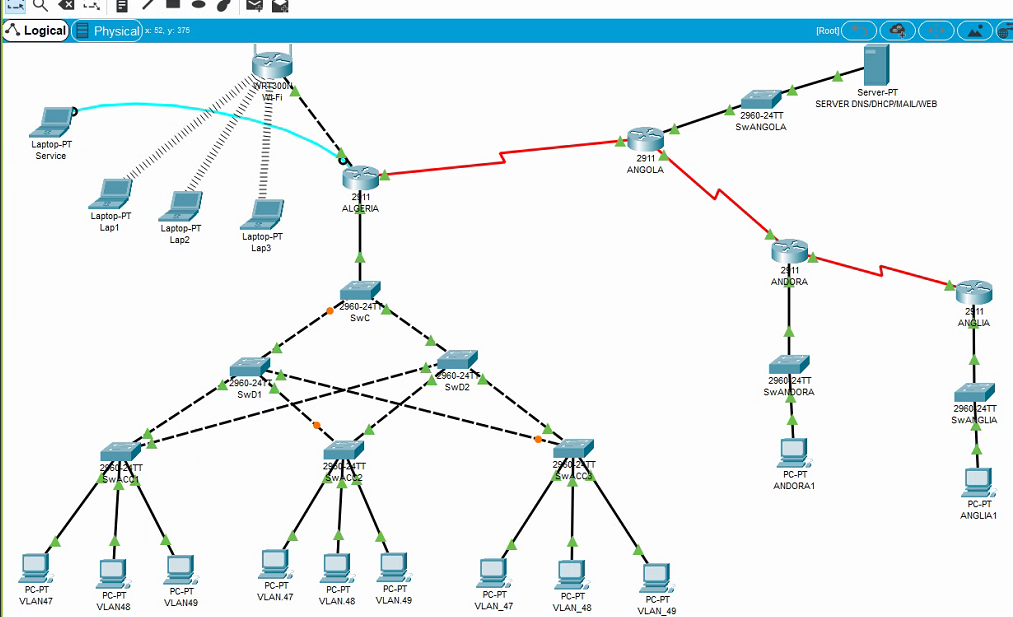 Logical
Physical
x: 52, y: 375
[Root]
WRT300N
Wi-Fi
Laptop-PT
Service
Laptop-PT
Lap1
Laptop-PT
Lap2
Laptop-PT
Lap3
2911
ALGERIA
2911
ANGOLA
2960-24TT
SwANGOLA
Server-PT
SERVER DNS/DHCP/MAIL/WEB
2911
ANDORA
2911
ANGLIA
2960-24TT
SwC
2960-24TT
SwD1
2960-24TT
SwD2
2960-24TT
SwANDORA
2960-24TT
SwANGLIA
2960-24TT
SwACC1
2960-24TT
SwACC2
2960-24TT
SwACC3
PC-PT
ANDORA1
PC-PT
ANGLIA1
PC-PT
VLAN47
PC-PT
VLAN48
PC-PT
VLAN49
PC-PT
VLAN.47
PC-PT
VLAN.48
PC-PT
VLAN.49
PC-PT
VLAN_47
PC-PT
VLAN_48
PC-PT
VLAN_49